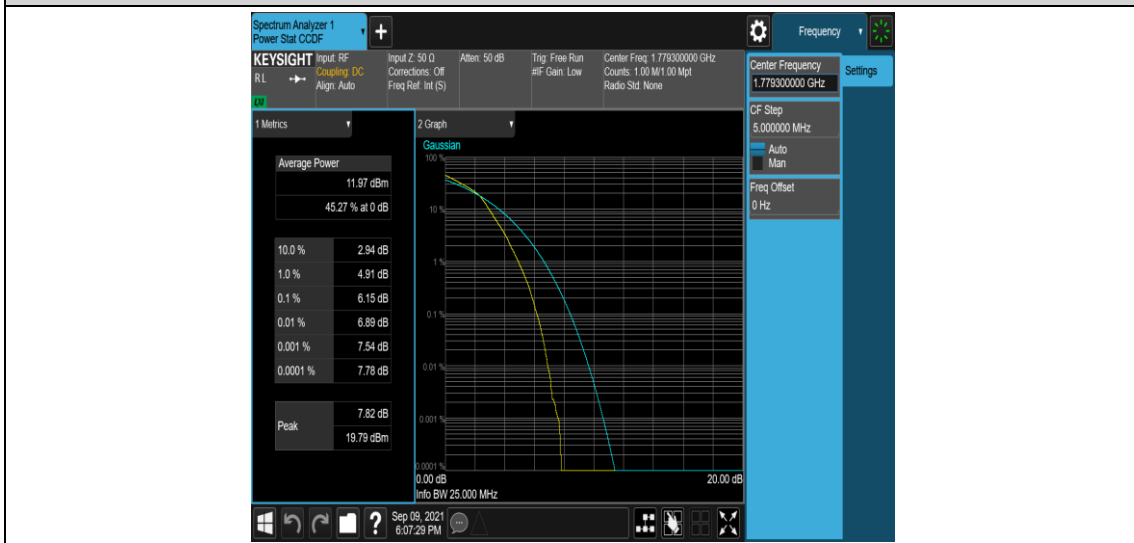 Spectrum Analyzer 1
Power Stat CCDF
+
Frequency
KEYSIGHT
RL
LXI
Input: RF
Coupling: DC
Align: Auto
Input Z: 50 Ω
Corrections: Off
Freq Ref: Int (S)
Atten: 50 dB
Trig: Free Run
#IF Gain: Low
Center Freq: 1.779300000 GHz
Counts: 1.00 M/1.00 Mpt
Radio Std: None
Center Frequency
1.779300000 GHz
Settings
CF Step
5.000000 MHz
Auto
Man
Freq Offset
0 Hz
1 Metrics
Average Power
11.97 dBm
45.27 % at 0 dB
10.0 % 2.94 dB
1.0 % 4.91 dB
0.1 % 6.15 dB
0.01 % 6.89 dB
0.001 % 7.54 dB
0.0001 % 7.78 dB
Peak
7.82 dB
19.79 dBm
2 Graph
Gaussian
100 %
10 %
1 %
0.1 %
0.01 %
0.001 %
0.0001 %
0.00 dB 20.00 dB
Info BW 25.000 MHz
?
Sep 09, 2021
6:07:29 PM